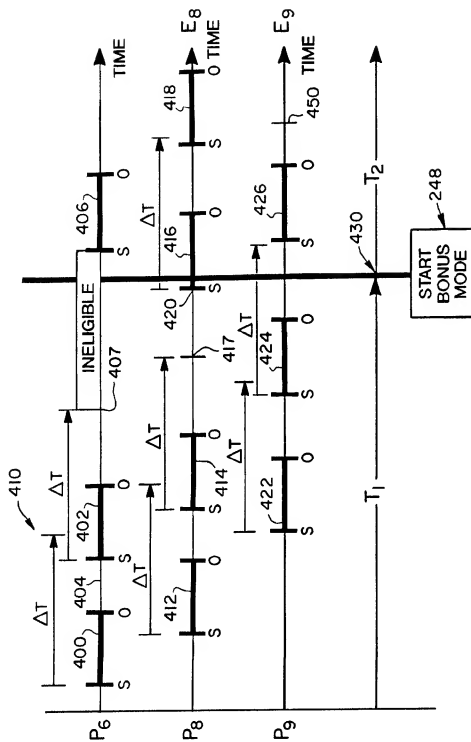 410
ΔT
ΔT
INELIGIBLE
400
404
402
407
406
P6
S
O
S
O
S
O
TIME
E8
ΔT
ΔT
ΔT
412
414
417
420
416
418
P8
S
O
S
O
S
O
S
O
TIME
E9
ΔT
ΔT
422
424
426
450
P9
S
O
S
O
S
O
TIME
T1
430
T2
START
BONUS
MODE
248